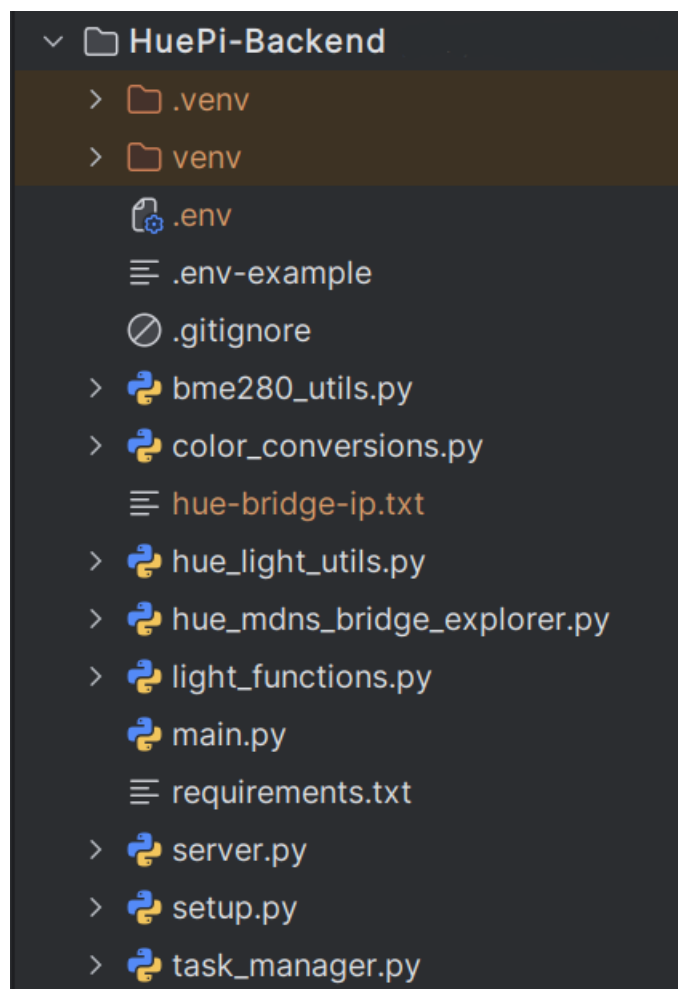 HuePi-Backend
.venv
venv
.env
.env-example
.gitignore
bme280_utils.py
color_conversions.py
hue-bridge-ip.txt
hue_light_utils.py
hue_mdns_bridge_explorer.py
light_functions.py
main.py
requirements.txt
server.py
setup.py
task_manager.py